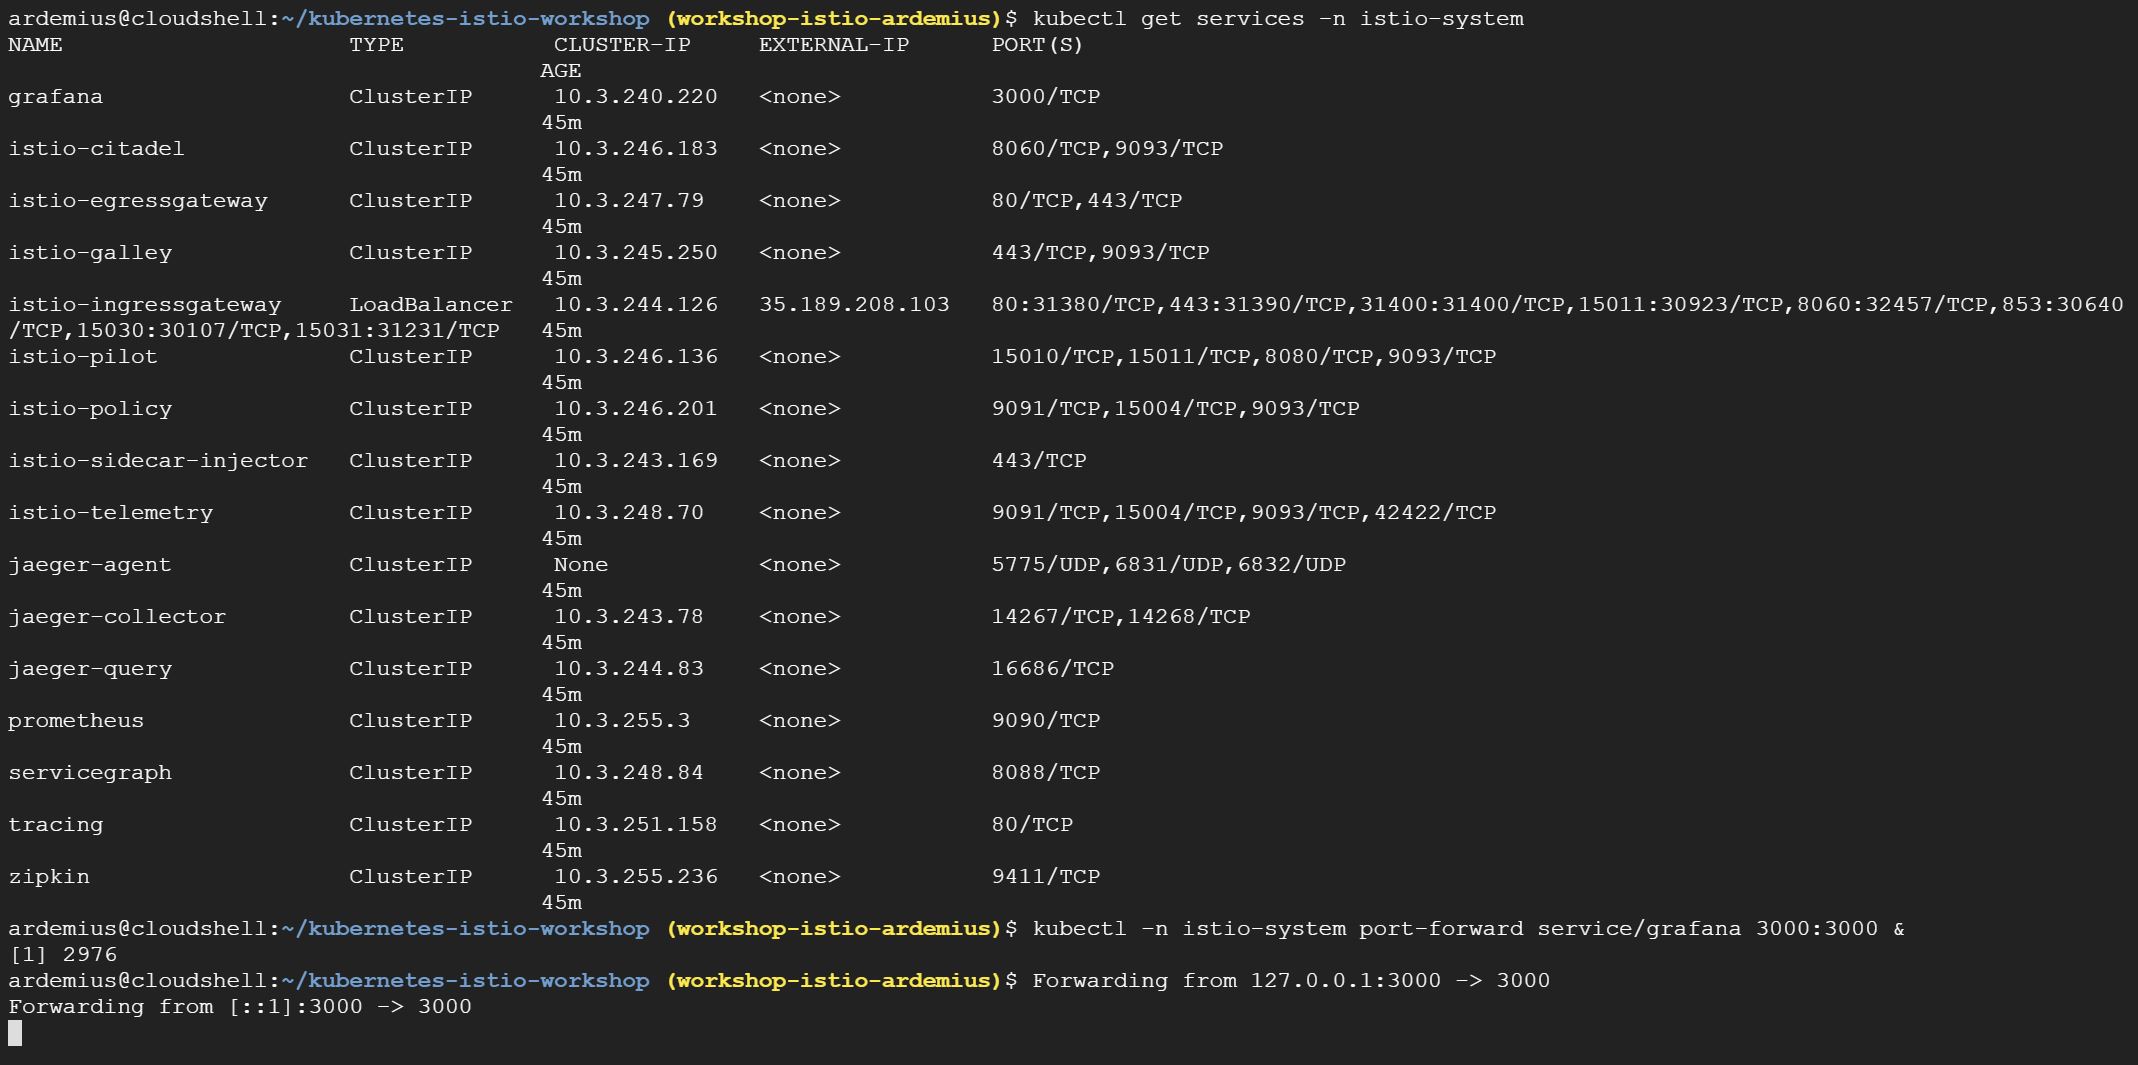 ardemius@cloudshell:~/kubernetes-istio-workshop (workshop-istio-ardemius)$ kubectl get services -n istio-system
NAME                     TYPE           CLUSTER-IP     EXTERNAL-IP      PORT(S)
                                       AGE
grafana                  ClusterIP      10.3.240.220   <none>           3000/TCP
                                       45m
istio-citadel            ClusterIP      10.3.246.183   <none>           8060/TCP,9093/TCP
                                       45m
istio-egressgateway      ClusterIP      10.3.247.79    <none>           80/TCP,443/TCP
                                       45m
istio-galley             ClusterIP      10.3.245.250   <none>           443/TCP,9093/TCP
                                       45m
istio-ingressgateway     LoadBalancer   10.3.244.126   35.189.208.103   80:31380/TCP,443:31390/TCP,31400:31400/TCP,15011:30923/TCP,8060:32457/TCP,853:30640
/TCP,15030:30107/TCP,15031:31231/TCP   45m
istio-pilot              ClusterIP      10.3.246.136   <none>           15010/TCP,15011/TCP,8080/TCP,9093/TCP
                                       45m
istio-policy             ClusterIP      10.3.246.201   <none>           9091/TCP,15004/TCP,9093/TCP
                                       45m
istio-sidecar-injector   ClusterIP      10.3.243.169   <none>           443/TCP
                                       45m
istio-telemetry          ClusterIP      10.3.248.70    <none>           9091/TCP,15004/TCP,9093/TCP,42422/TCP
                                       45m
jaeger-agent             ClusterIP      None           <none>           5775/UDP,6831/UDP,6832/UDP
                                       45m
jaeger-collector         ClusterIP      10.3.243.78    <none>           14267/TCP,14268/TCP
                                       45m
jaeger-query             ClusterIP      10.3.244.83    <none>           16686/TCP
                                       45m
prometheus               ClusterIP      10.3.255.3     <none>           9090/TCP
                                       45m
servicegraph             ClusterIP      10.3.248.84    <none>           8088/TCP
                                       45m
tracing                  ClusterIP      10.3.251.158   <none>           80/TCP
                                       45m
zipkin                   ClusterIP      10.3.255.236   <none>           9411/TCP
                                       45m
ardemius@cloudshell:~/kubernetes-istio-workshop (workshop-istio-ardemius)$ kubectl -n istio-system port-forward service/grafana 3000:3000 &
[1] 2976
ardemius@cloudshell:~/kubernetes-istio-workshop (workshop-istio-ardemius)$ Forwarding from 127.0.0.1:3000 -> 3000
Forwarding from [::1]:3000 -> 3000